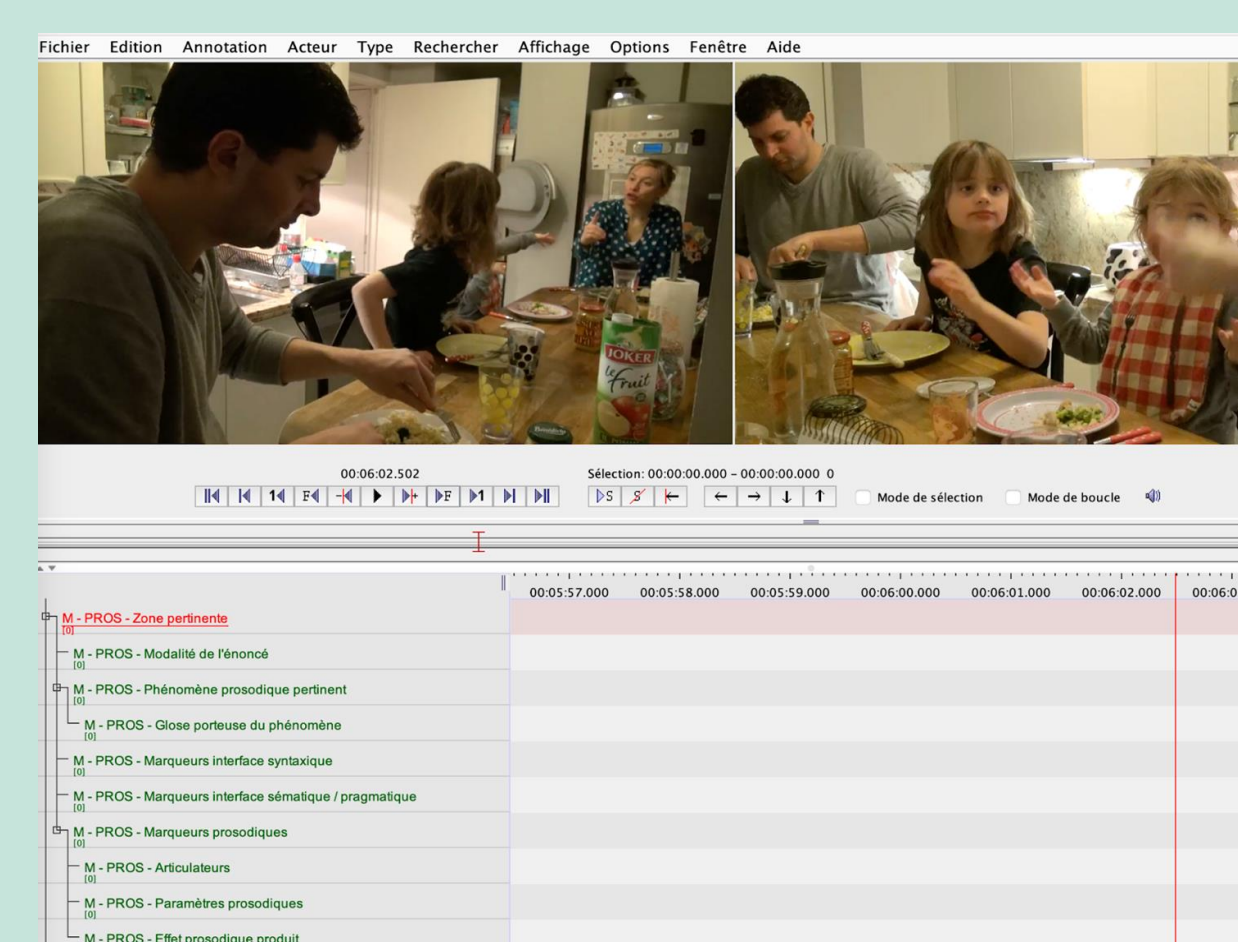 Fichier Edition Annotation Acteur Type Rechercher Affichage Options Fenêtre Aide
JOKER
le Fruit
00:06:02.502
Sélection: 00:00:00.000 – 00:00:00.000 0
1 F + F 1 S S Mode de sélection Mode de boucle
00:05:57.000 00:05:58.000 00:05:59.000 00:06:00.000 00:06:01.000 00:06:02.000 00:06:0
M - PROS - Zone pertinente
[0]
M - PROS - Modalité de l'énoncé
[0]
M - PROS - Phénomène prosodique pertinent
[0]
M - PROS - Glose porteuse du phénomène
[0]
M - PROS - Marqueurs interface syntaxique
[0]
M - PROS - Marqueurs interface sématique / pragmatique
[0]
M - PROS - Marqueurs prosodiques
[0]
M - PROS - Articulateurs
[0]
M - PROS - Paramètres prosodiques
[0]
M - PROS - Effet prosodique produit